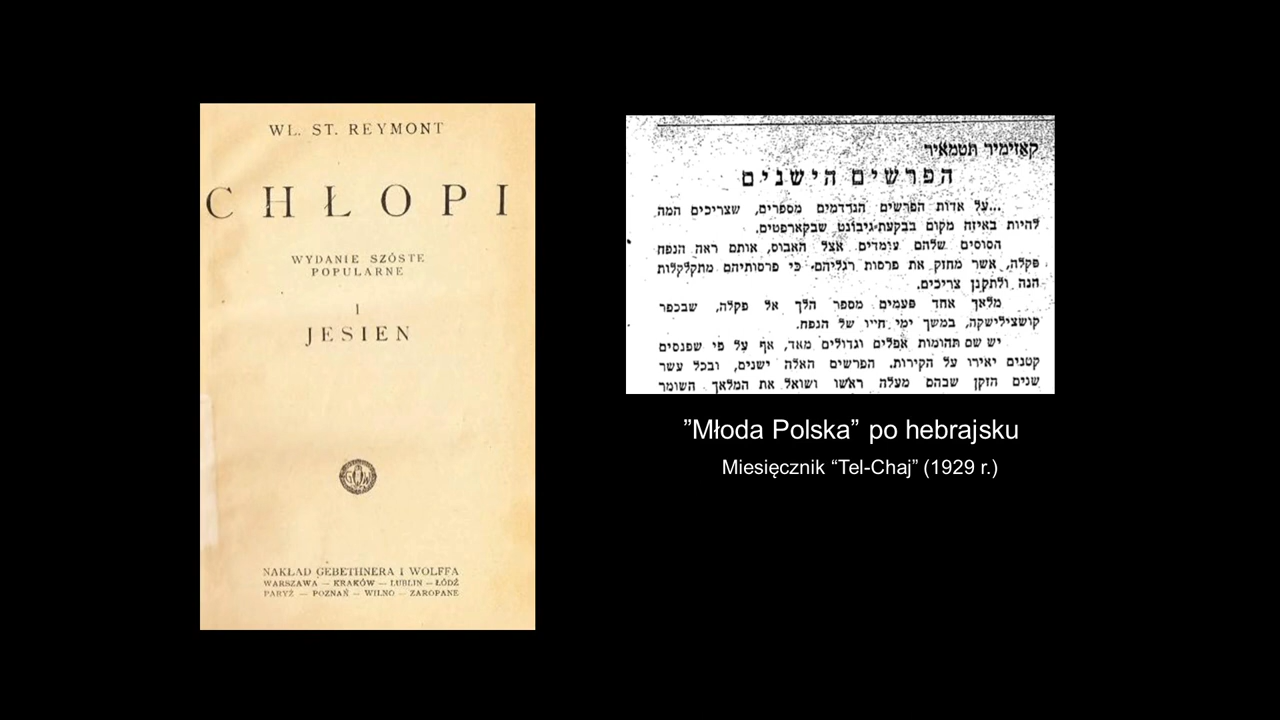 WŁ. ST. REYMONT
CHŁOPI
WYDANIE SZÓSTE
POPULARNE
I
JESIEŃ
NAKŁAD GEBETHNERA I WOLFFA
WARSZAWA — KRAKÓW — LUBLIN — ŁÓDŹ
PARYŻ — POZNAŃ — WILNO — ZAKOPANE
קאזימיר תטמאיר
הפרשים הישנים
...על אדות הפרשים הנרדמים מספרים, שצריכים המה
להיות באיזה מקום בבקעת-גיבונט שבקארפטים.
הסוסים שלהם עומדים אצל האבוס, אותם ראה הנפח
פקלה, אשר מחזק את פרסות רגליהם. כי פרסותיהם מתקלקלות
הנה ולתקנן צריכים.
מלאך אחד פעמים מספר הלך אל פקלה, שבכפר
קושצילישקה, במשך ימי חייו של הנפח.
יש שם תהומות אפלים וגדולים מאד, אף על פי שפנסים
קטנים יאירו על הקירות. הפרשים האלה ישנים, ובכל עשר
שנים הזקן שבהם מעלה ראשו ושואל את המלאך השומר
”Młoda Polska” po hebrajsku
Miesięcznik “Tel-Chaj” (1929 r.)